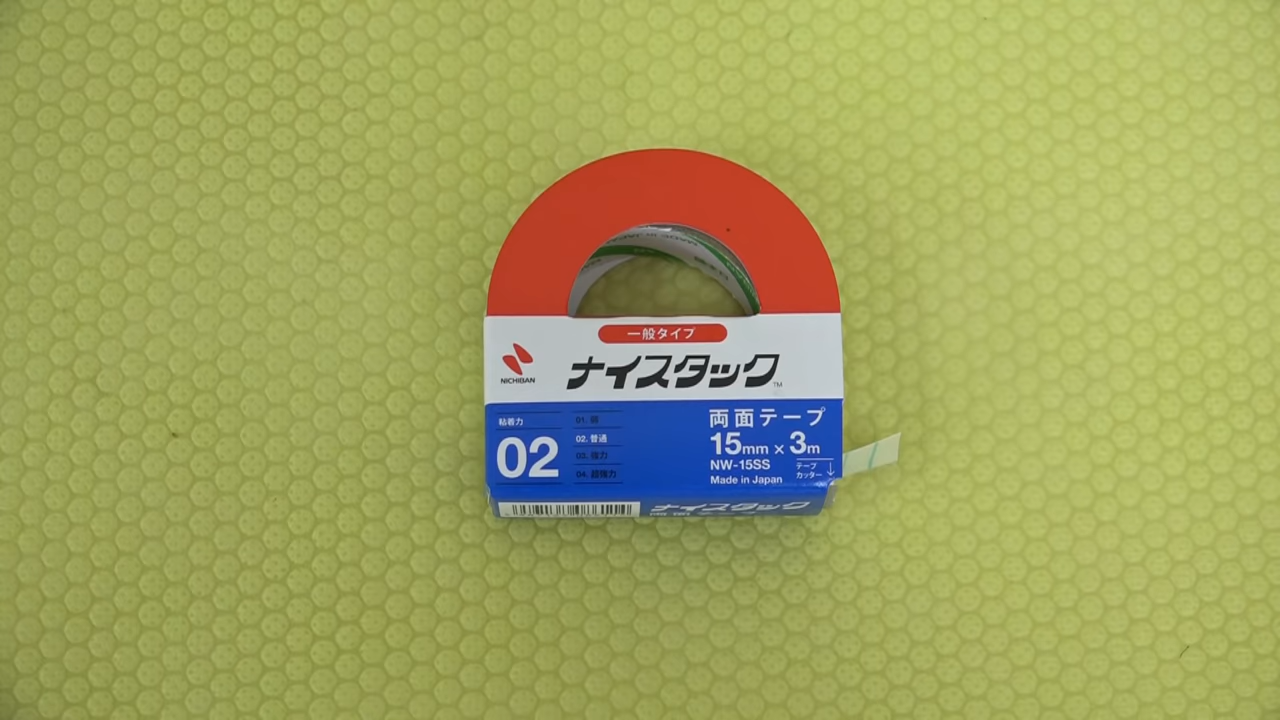 一般タイプ
NICHIBAN
ナイスタック™
粘着力
02
01. 弱
02. 普通
03. 強力
04. 超強力
両面テープ
15mm × 3m
NW-15SS
Made in Japan
テープ
カッター
ナイスタック